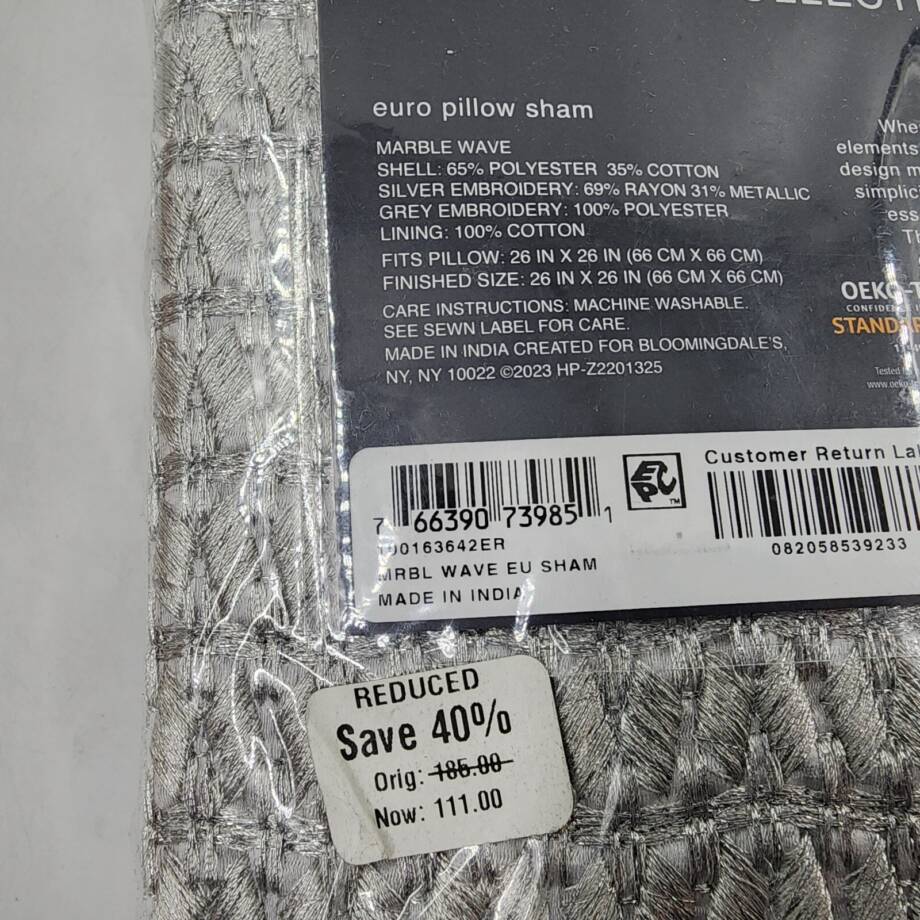 euro pillow sham
MARBLE WAVE
SHELL: 65% POLYESTER 35% COTTON
SILVER EMBROIDERY: 69% RAYON 31% METALLIC
GREY EMBROIDERY: 100% POLYESTER
LINING: 100% COTTON
FITS PILLOW: 26 IN X 26 IN (66 CM X 66 CM)
FINISHED SIZE: 26 IN X 26 IN (66 CM X 66 CM)
CARE INSTRUCTIONS: MACHINE WASHABLE.
SEE SEWN LABEL FOR CARE.
MADE IN INDIA CREATED FOR BLOOMINGDALE'S,
NY, NY 10022 ©2023 HP-Z2201325
elements
design
Tested
Customer Return
7 66390 73985 1
EPC TM
082058539233
100163642ER
MRBL WAVE EU SHAM
MADE IN INDIA
REDUCED
Save 40%
Orig: 185.00
Now: 111.00